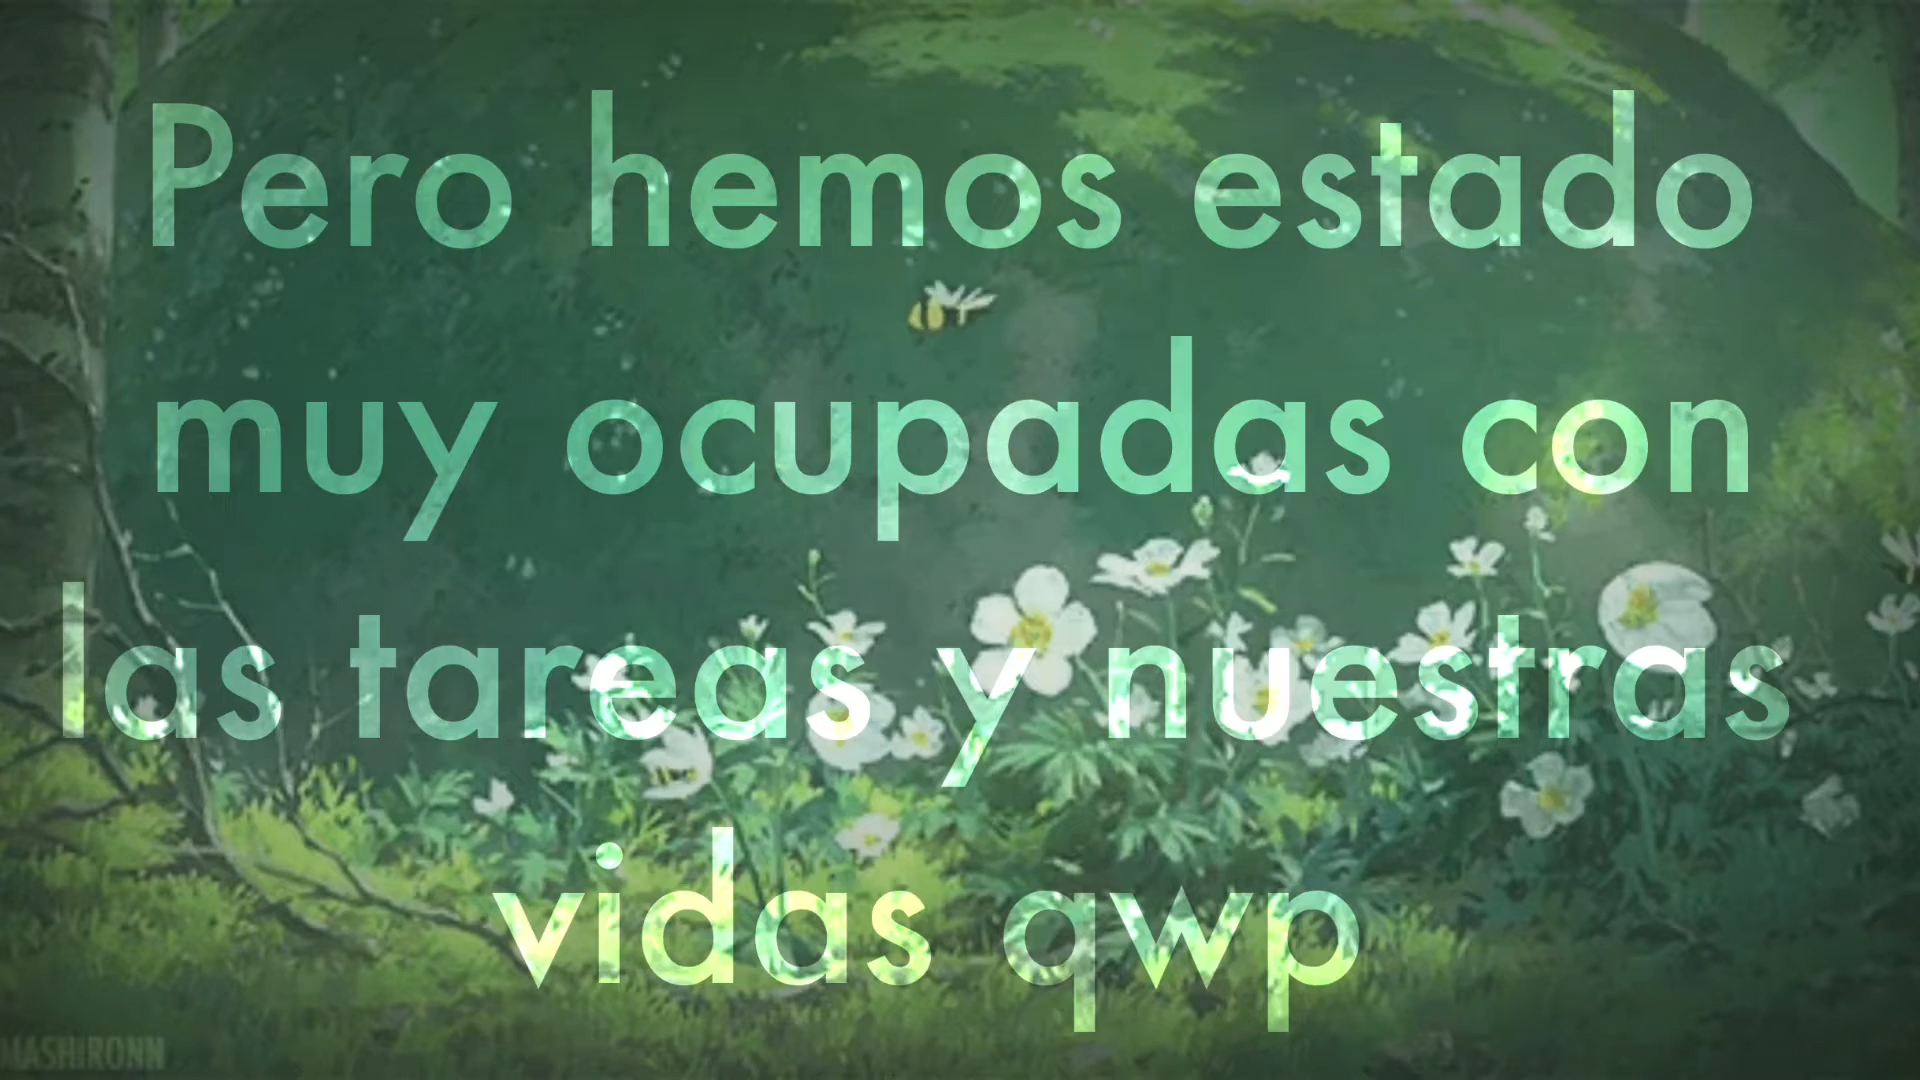 Pero hemos estado
muy ocupadas con
las tareas y nuestras
vidas qwp
MASHIRONN